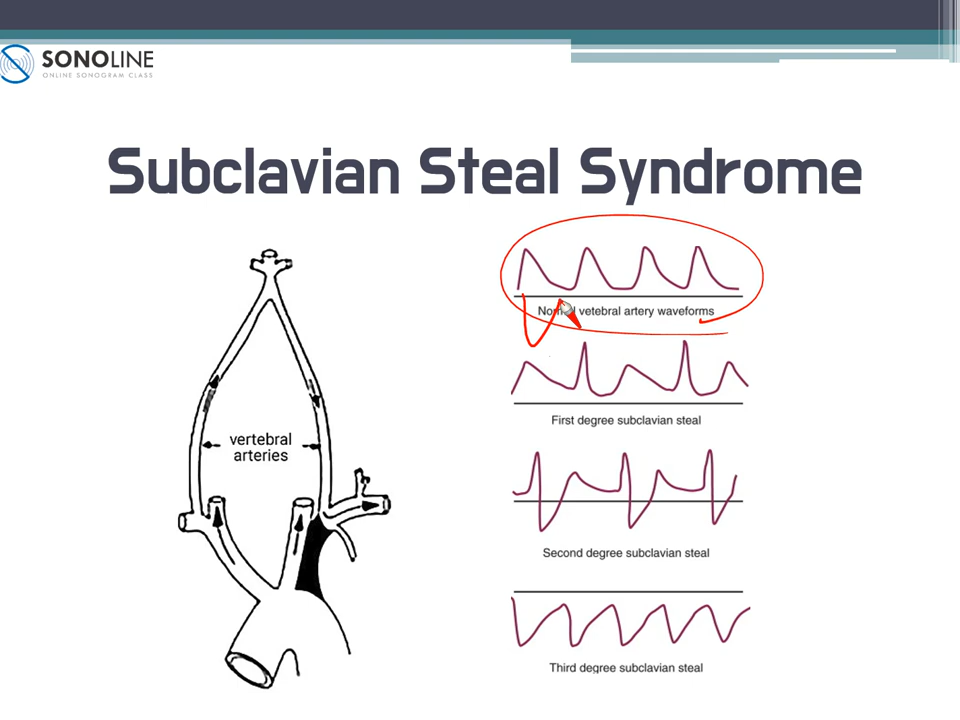 SONOLINE
ONLINE SONOGRAM CLASS
Subclavian Steal Syndrome
vertebral
arteries
vetebral artery waveforms
First degree subclavian steal
Second degree subclavian steal
Third degree subclavian steal